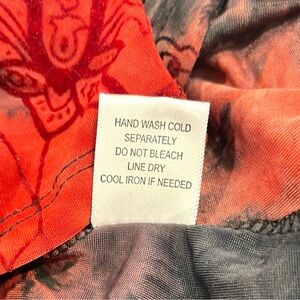 HAND WASH COLD
SEPARATELY
DO NOT BLEACH
LINE DRY
COOL IRON IF NEEDED